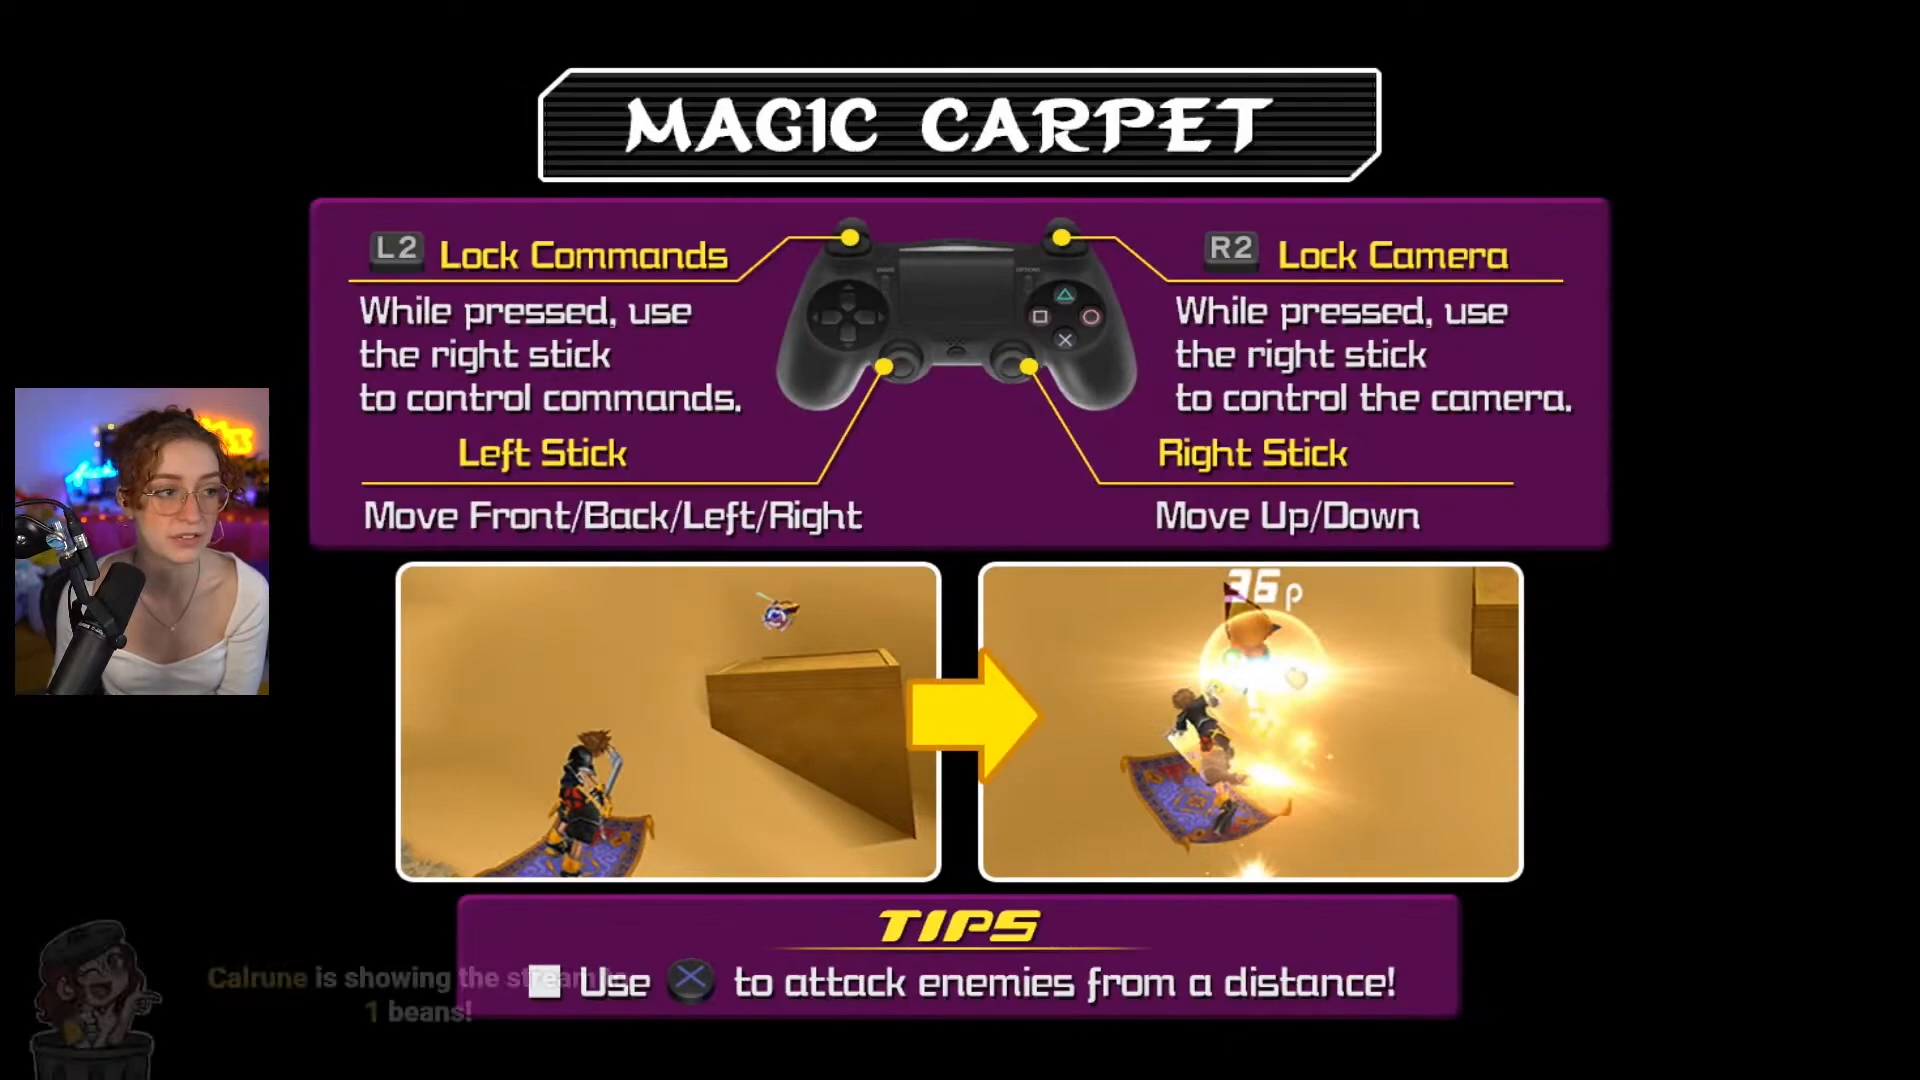 MAGIC CARPET
L2 Lock Commands
While pressed, use
the right stick
to control commands.
R2 Lock Camera
While pressed, use
the right stick
to control the camera.
Left Stick
Move Front/Back/Left/Right
Right Stick
Move Up/Down
36p
TIPS
Use to attack enemies from a distance!
Calrune is showing the stream
1 beans!